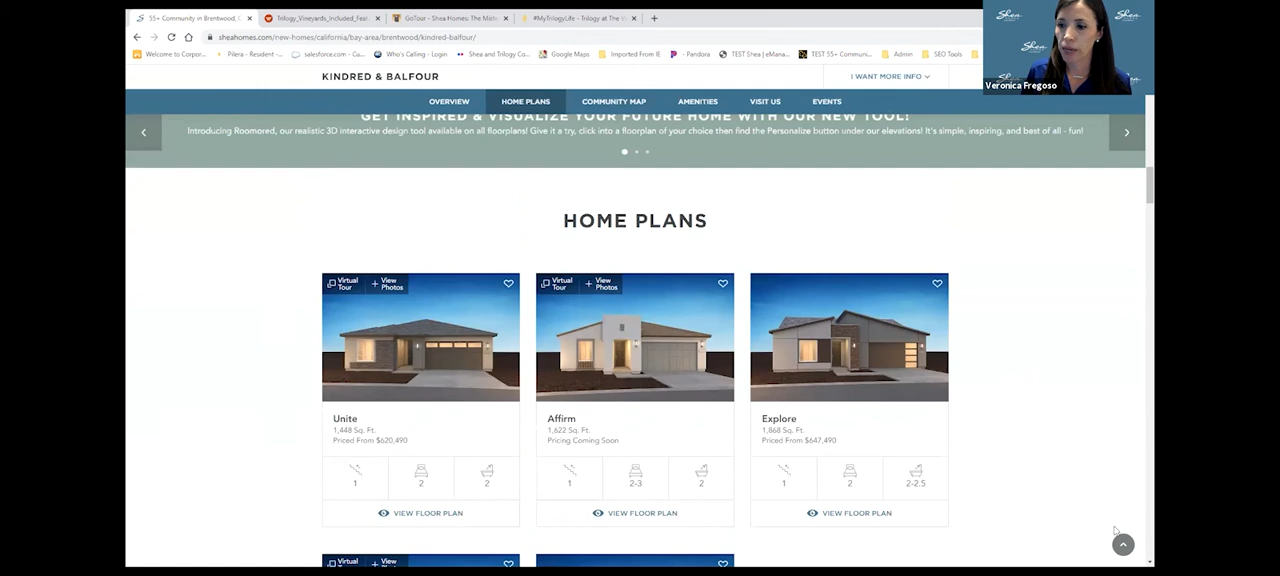 55+ Community in Brentwood, C
Trilogy_Vineyards_Included_Feat
GoTour - Shea Homes: The Miste
#MyTrilogyLife - Trilogy at The V
sheahomes.com/new-homes/california/bay-area/brentwood/kindred-balfour/
Welcome to Corpor...
Pilera - Resident -...
salesforce.com - Cu...
Who's Calling - Login
Shea and Trilogy Co...
Google Maps
Imported From IE
- Pandora
TEST Shea | eMana...
TEST 55+ Communi...
Admin
SEO Tools
Shea
Shea
Shea
Veronica Fregoso
KINDRED & BALFOUR
I WANT MORE INFO
OVERVIEW
HOME PLANS
COMMUNITY MAP
AMENITIES
VISIT US
EVENTS
GET INSPIRED & VISUALIZE YOUR FUTURE HOME WITH OUR NEW TOOL!
Introducing Roomored, our realistic 3D interactive design tool available on all floorplans! Give it a try, click into a floorplan of your choice then find the Personalize button under our elevations! It's simple, inspiring, and best of all - fun!
HOME PLANS
Virtual Tour
+ View Photos
Virtual Tour
+ View Photos
Unite
1,448 Sq. Ft.
Priced From $620,490
1
2
2
VIEW FLOOR PLAN
Affirm
1,622 Sq. Ft.
Pricing Coming Soon
1
2-3
2
VIEW FLOOR PLAN
Explore
1,868 Sq. Ft.
Priced From $647,490
1
2
2-2.5
VIEW FLOOR PLAN
Virtual
+ View